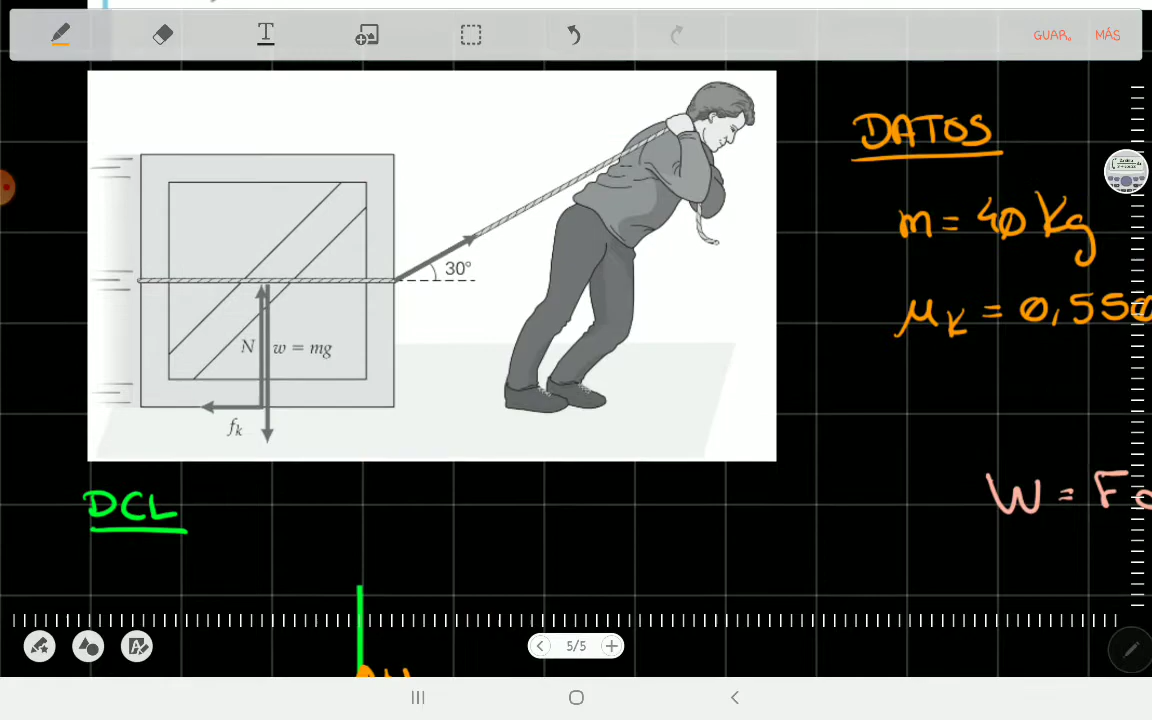 T
GUAR.
MÁS
DATOS
m = 40 Kg
30°
μK = 0,550
N
w = mg
fk
W = F
DCL
5/5